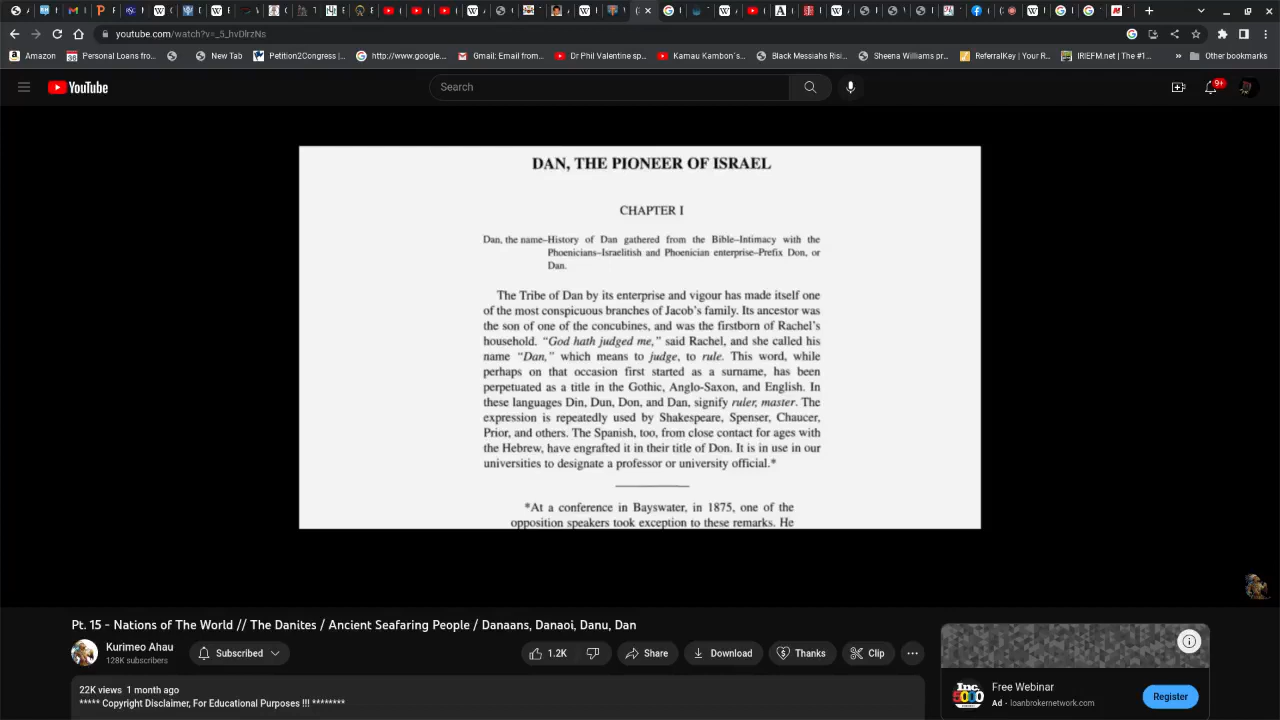 youtube.com/watch?v=_5_hvDlrzNs
Amazon
Personal Loans fro...
New Tab
Petition2Congress |...
http://www.google...
Gmail: Email from...
Dr Phil Valentine sp...
Kamau Kambon's...
Black Messiahs Risi...
Sheena Williams pr...
ReferralKey | Your R...
IRIEFM.net | The #1...
»
Other bookmarks
YouTube
Search
9+
DAN, THE PIONEER OF ISRAEL
CHAPTER I
Dan, the name–History of Dan gathered from the Bible–Intimacy with the
Phoenicians–Israelitish and Phoenician enterprise–Prefix Don, or
Dan.
The Tribe of Dan by its enterprise and vigour has made itself one
of the most conspicuous branches of Jacob's family. Its ancestor was
the son of one of the concubines, and was the firstborn of Rachel's
household. "God hath judged me," said Rachel, and she called his
name "Dan," which means to judge, to rule. This word, while
perhaps on that occasion first started as a surname, has been
perpetuated as a title in the Gothic, Anglo-Saxon, and English. In
these languages Din, Dun, Don, and Dan, signify ruler, master. The
expression is repeatedly used by Shakespeare, Spenser, Chaucer,
Prior, and others. The Spanish, too, from close contact for ages with
the Hebrew, have engrafted it in their title of Don. It is in use in our
universities to designate a professor or university official.*
*At a conference in Bayswater, in 1875, one of the
opposition speakers took exception to these remarks. He
Pt. 15 - Nations of The World // The Danites / Ancient Seafaring People / Danaans, Danaoi, Danu, Dan
Kurimeo Ahau
128K subscribers
Subscribed
1.2K
Share
Download
Thanks
Clip
22K views 1 month ago
***** Copyright Disclaimer, For Educational Purposes !!! ********
Inc. 5000
Free Webinar
Ad · loanbrokernetwork.com
Register